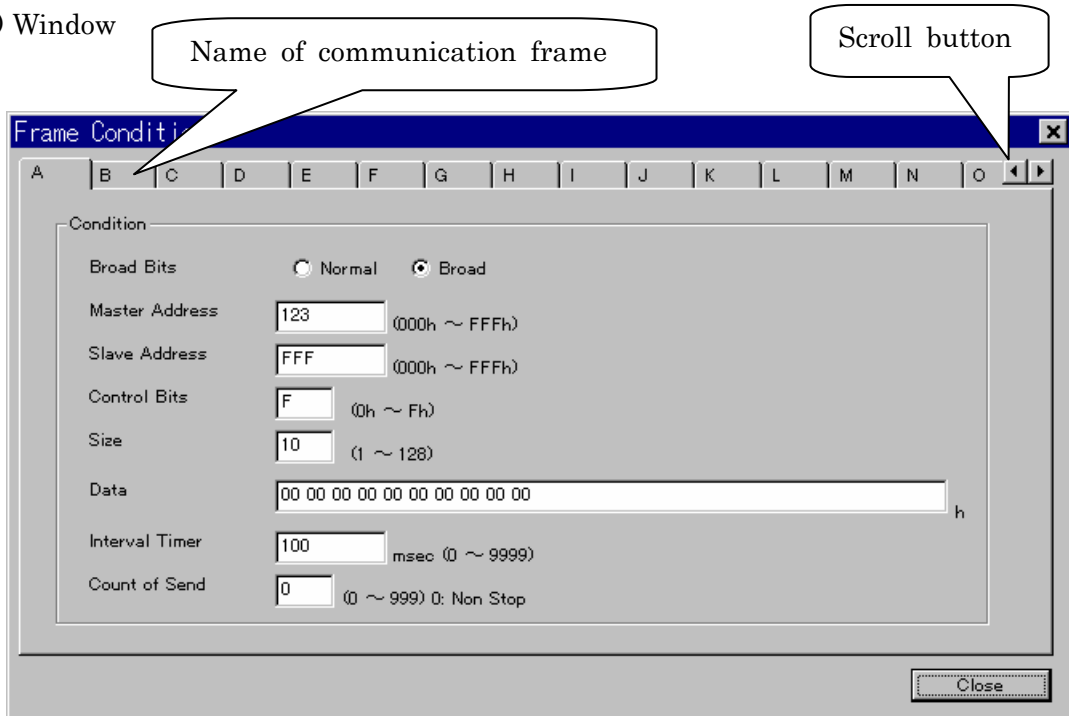 Window
Name of communication frame
Scroll button
Frame Conditi
A B C D E F G H I J K L M N O
Condition
Broad Bits Normal Broad
Master Address 123 (000h ～ FFFh)
Slave Address FFF (000h ～ FFFh)
Control Bits F (0h ～ Fh)
Size 10 (1 ～ 128)
Data 00 00 00 00 00 00 00 00 00 00 h
Interval Timer 100 msec (0 ～ 9999)
Count of Send 0 (0 ～ 999) 0: Non Stop
Close